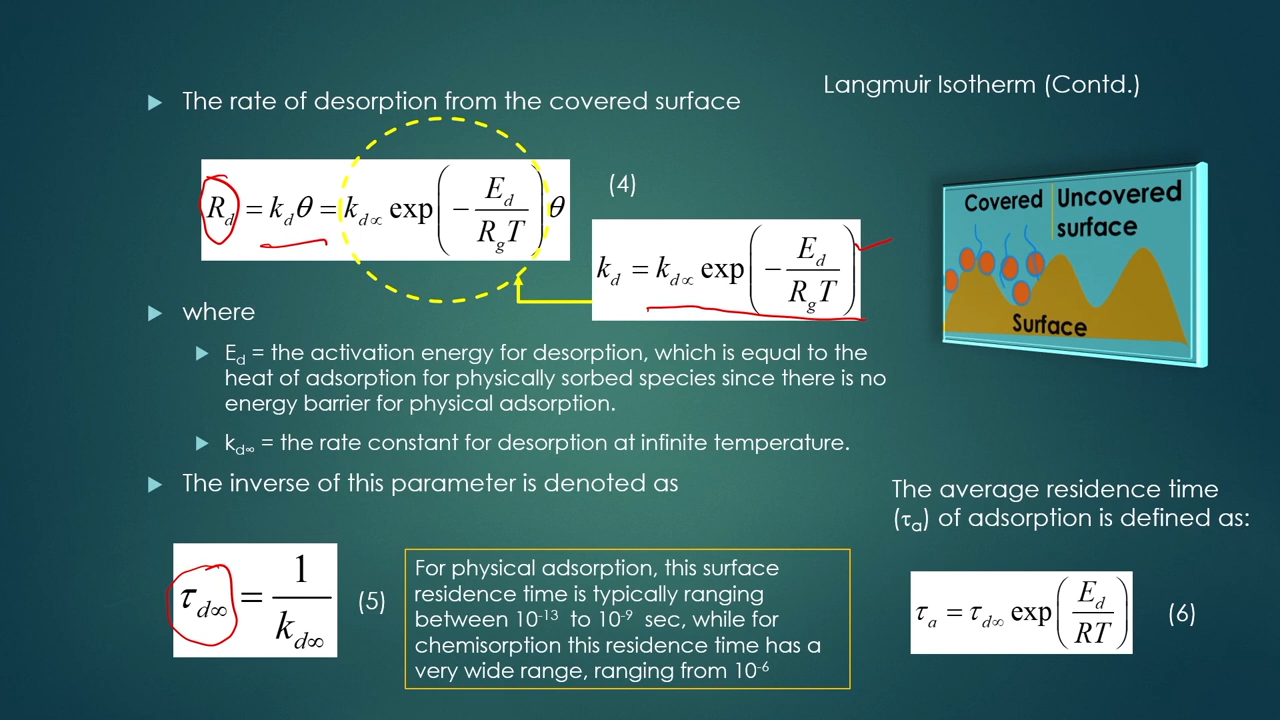 Langmuir Isotherm (Contd.)
▶ The rate of desorption from the covered surface
R_d = k_d θ = k_{d∝} exp(−E_d / R_g T) θ (4)
k_d = k_{d∝} exp(−E_d / R_g T)
Covered Uncovered
surface
Surface
▶ where
▶ E_d = the activation energy for desorption, which is equal to the
heat of adsorption for physically sorbed species since there is no
energy barrier for physical adsorption.
▶ k_{d∞} = the rate constant for desorption at infinite temperature.
▶ The inverse of this parameter is denoted as
τ_{d∞} = 1 / k_{d∞} (5)
For physical adsorption, this surface
residence time is typically ranging
between 10^{-13} to 10^{-9} sec, while for
chemisorption this residence time has a
very wide range, ranging from 10^{-6}
The average residence time
(τ_a) of adsorption is defined as:
τ_a = τ_{d∞} exp(E_d / RT) (6)